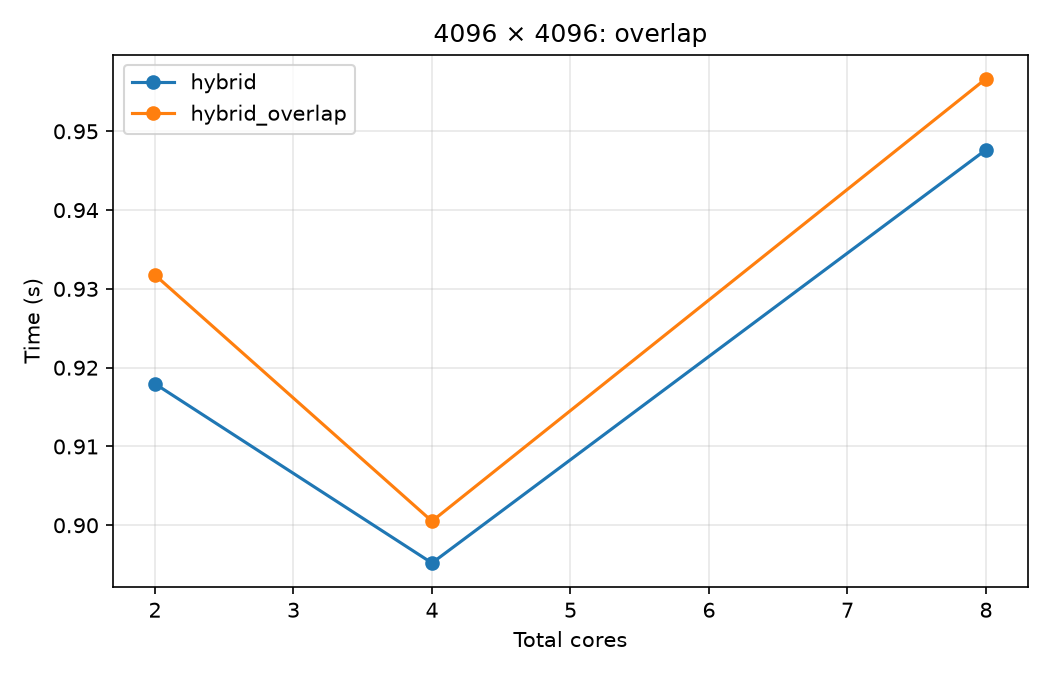 4096 × 4096: overlap
hybrid
hybrid_overlap
Time (s)
0.95
0.94
0.93
0.92
0.91
0.90
2 3 4 5 6 7 8
Total cores